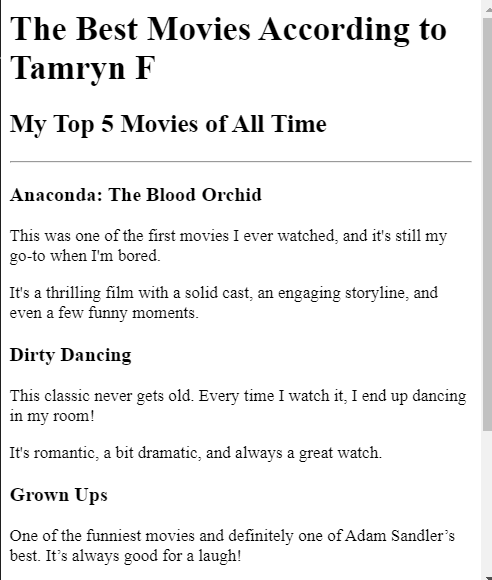 The Best Movies According to
Tamryn F
My Top 5 Movies of All Time
Anaconda: The Blood Orchid
This was one of the first movies I ever watched, and it's still my
go-to when I'm bored.
It's a thrilling film with a solid cast, an engaging storyline, and
even a few funny moments.
Dirty Dancing
This classic never gets old. Every time I watch it, I end up dancing
in my room!
It's romantic, a bit dramatic, and always a great watch.
Grown Ups
One of the funniest movies and definitely one of Adam Sandler’s
best. It’s always good for a laugh!